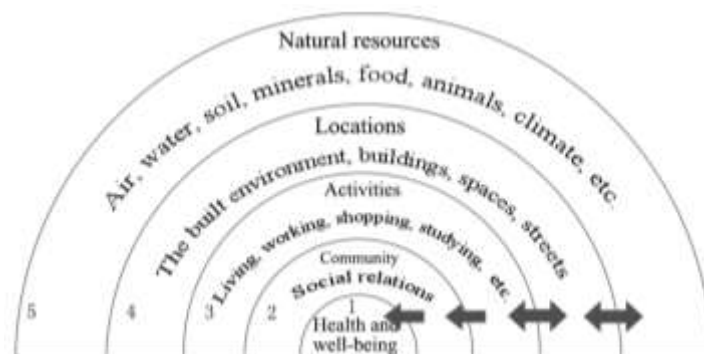 Natural resources
Air, water, soil, minerals, food, animals, climate, etc.
Locations
The built environment, buildings, spaces, streets
Activities
Living, working, shopping, studying, etc.
Community
Social relations
5 4 3 2 1
Health and
well-being